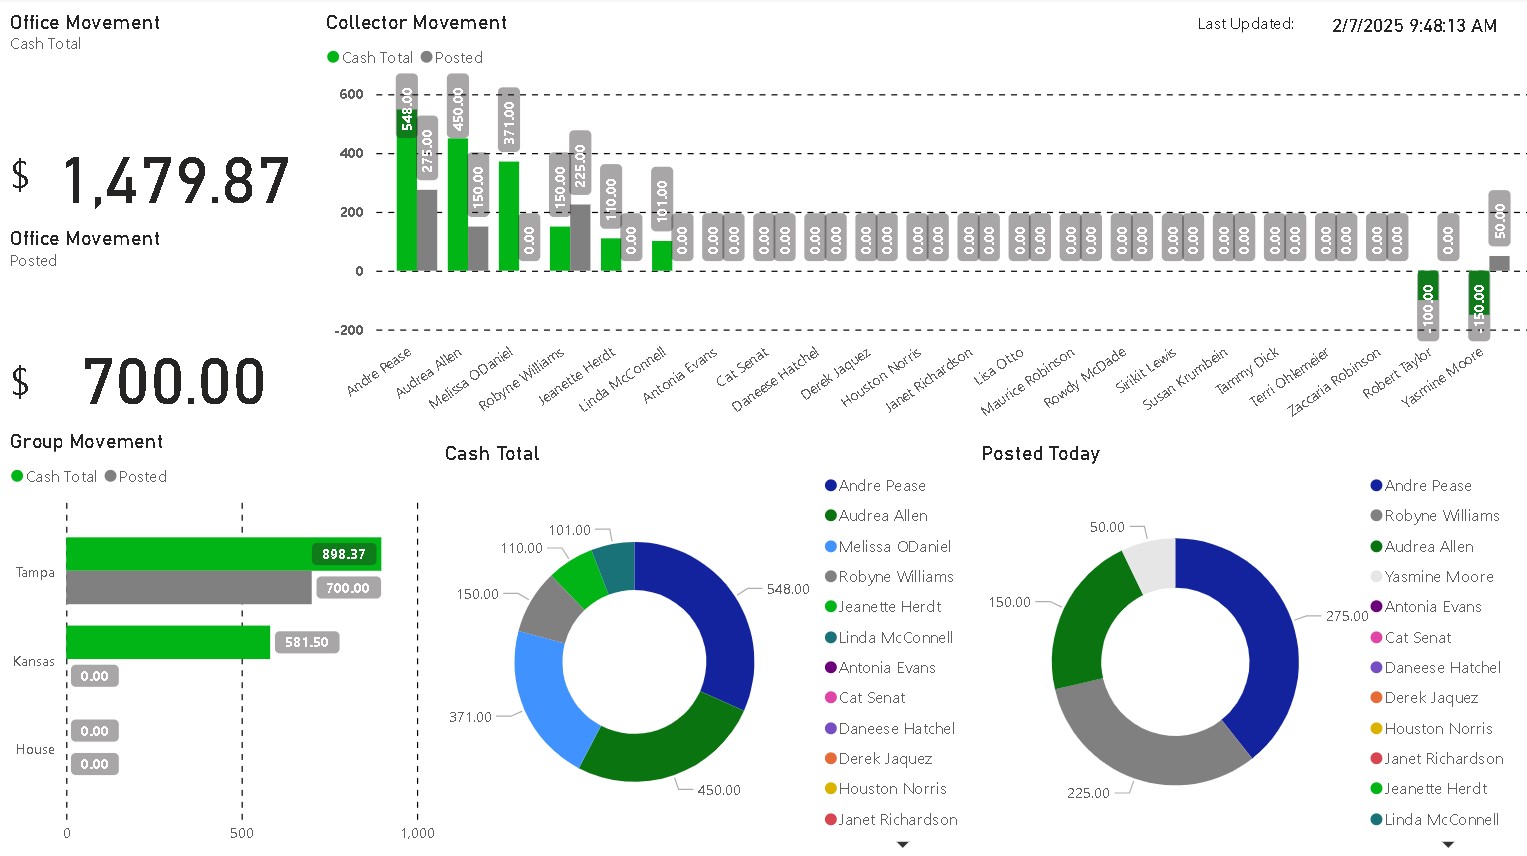 Office Movement
Cash Total
$ 1,479.87
Office Movement
Posted
$ 700.00
Collector Movement
Last Updated: 2/7/2025 9:48:13 AM
Cash Total Posted
600
400
200
0
-200
548.00
275.00
450.00
150.00
371.00
0.00
150.00
225.00
110.00
0.00
101.00
0.00
0.00 0.00
0.00 0.00
0.00 0.00
0.00 0.00
0.00 0.00
0.00 0.00
0.00 0.00
0.00 0.00
0.00 0.00
0.00 0.00
0.00 0.00
0.00 0.00
0.00 0.00
0.00 0.00
-100.00
0.00
-150.00
50.00
Andre Pease
Audrea Allen
Melissa ODaniel
Robyne Williams
Jeanette Herdt
Linda McConnell
Antonia Evans
Cat Senat
Daneese Hatchel
Derek Jaquez
Houston Norris
Janet Richardson
Lisa Otto
Maurice Robinson
Rowdy McDade
Sirikit Lewis
Susan Krumbein
Tammy Dick
Terri Ohlemeier
Zaccaria Robinson
Robert Taylor
Yasmine Moore
Group Movement
Cash Total Posted
Tampa
898.37
700.00
Kansas
581.50
0.00
House
0.00
0.00
0 500 1,000
Cash Total
101.00
110.00
150.00
371.00
548.00
450.00
Andre Pease
Audrea Allen
Melissa ODaniel
Robyne Williams
Jeanette Herdt
Linda McConnell
Antonia Evans
Cat Senat
Daneese Hatchel
Derek Jaquez
Houston Norris
Janet Richardson
Posted Today
50.00
150.00
275.00
225.00
Andre Pease
Robyne Williams
Audrea Allen
Yasmine Moore
Antonia Evans
Cat Senat
Daneese Hatchel
Derek Jaquez
Houston Norris
Janet Richardson
Jeanette Herdt
Linda McConnell